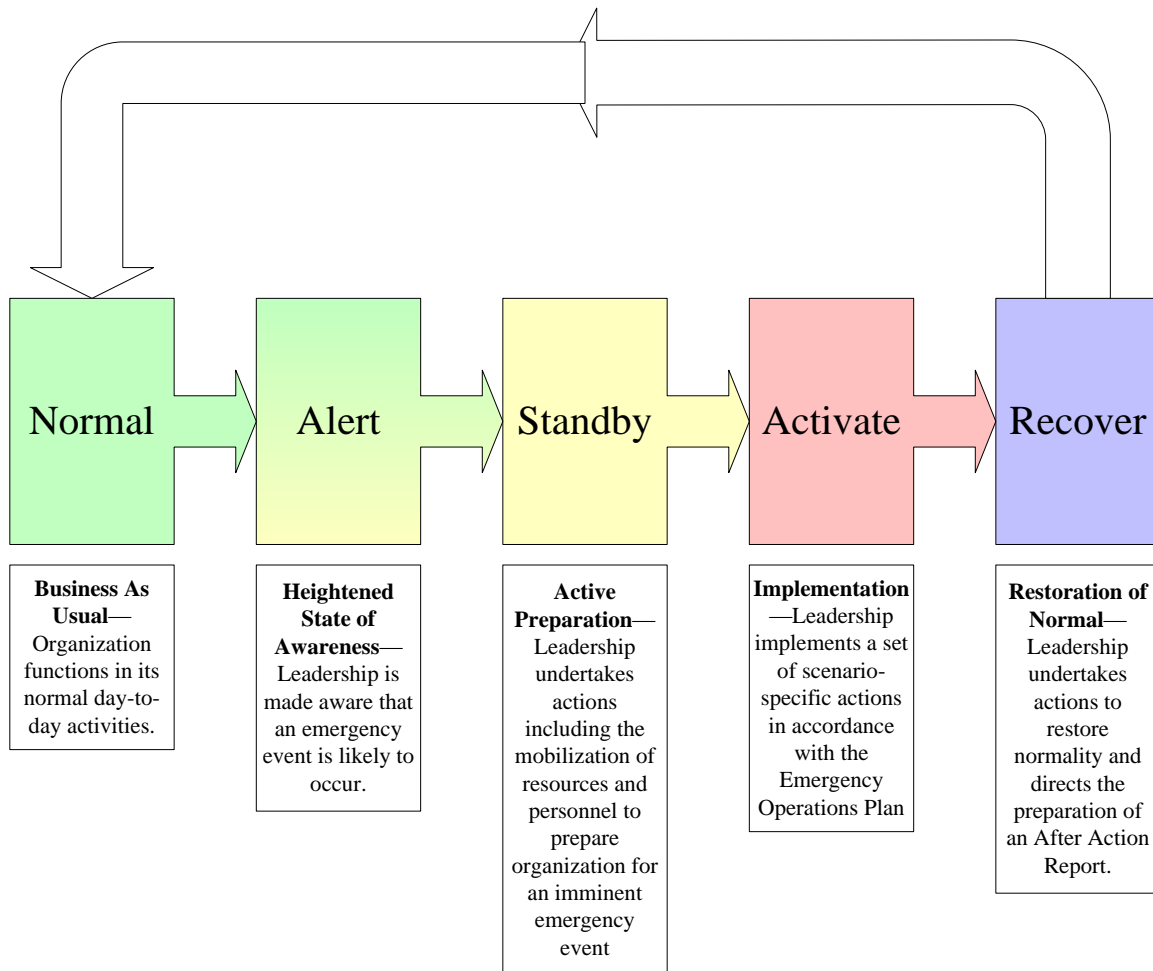 Normal
Alert
Standby
Activate
Recover
Business As
Usual—
Organization
functions in its
normal day-to-
day activities.
Heightened
State of
Awareness—
Leadership is
made aware that
an emergency
event is likely to
occur.
Active
Preparation—
Leadership
undertakes
actions
including the
mobilization of
resources and
personnel to
prepare
organization for
an imminent
emergency
event
Implementation
—Leadership
implements a set
of scenario-
specific actions
in accordance
with the
Emergency
Operations Plan
Restoration of
Normal—
Leadership
undertakes
actions to
restore
normality and
directs the
preparation of
an After Action
Report.